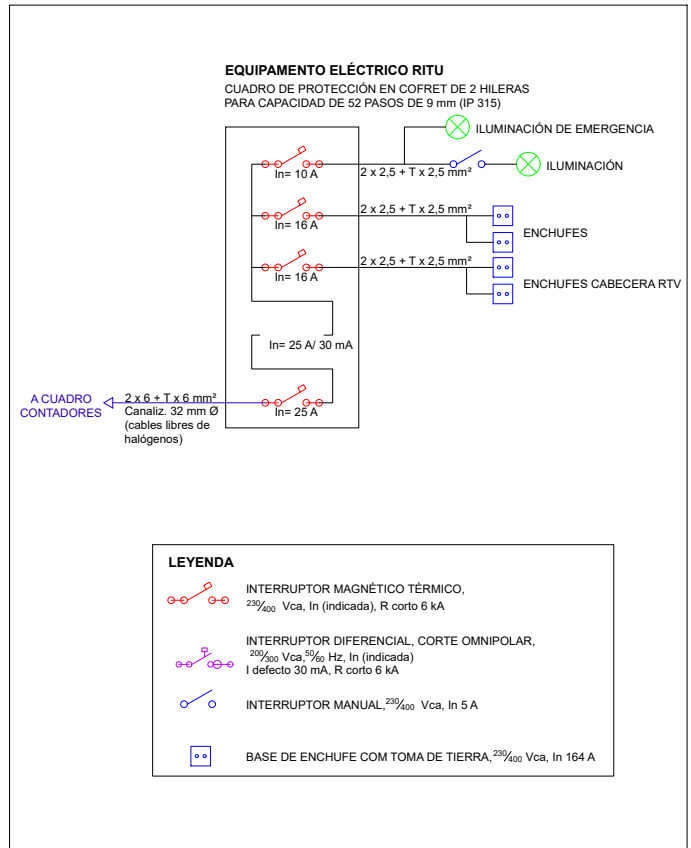 EQUIPAMENTO ELÉCTRICO RITU
CUADRO DE PROTECCIÓN EN COFRET DE 2 HILERAS
PARA CAPACIDAD DE 52 PASOS DE 9 mm (IP 315)
ILUMINACIÓN DE EMERGENCIA
In= 10 A
2 x 2,5 + T x 2,5 mm²
ILUMINACIÓN
In= 16 A
2 x 2,5 + T x 2,5 mm²
ENCHUFES
In= 16 A
2 x 2,5 + T x 2,5 mm²
ENCHUFES CABECERA RTV
In= 25 A/ 30 mA
A CUADRO
CONTADORES
2 x 6 + T x 6 mm²
Canaliz. 32 mm Ø
(cables libres de
halógenos)
In= 25 A
LEYENDA
INTERRUPTOR MAGNÉTICO TÉRMICO,
230/400 Vca, In (indicada), R corto 6 kA
INTERRUPTOR DIFERENCIAL, CORTE OMNIPOLAR,
200/300 Vca,50/60 Hz, In (indicada)
I defecto 30 mA, R corto 6 kA
INTERRUPTOR MANUAL,230/400 Vca, In 5 A
BASE DE ENCHUFE COM TOMA DE TIERRA,230/400 Vca, In 164 A